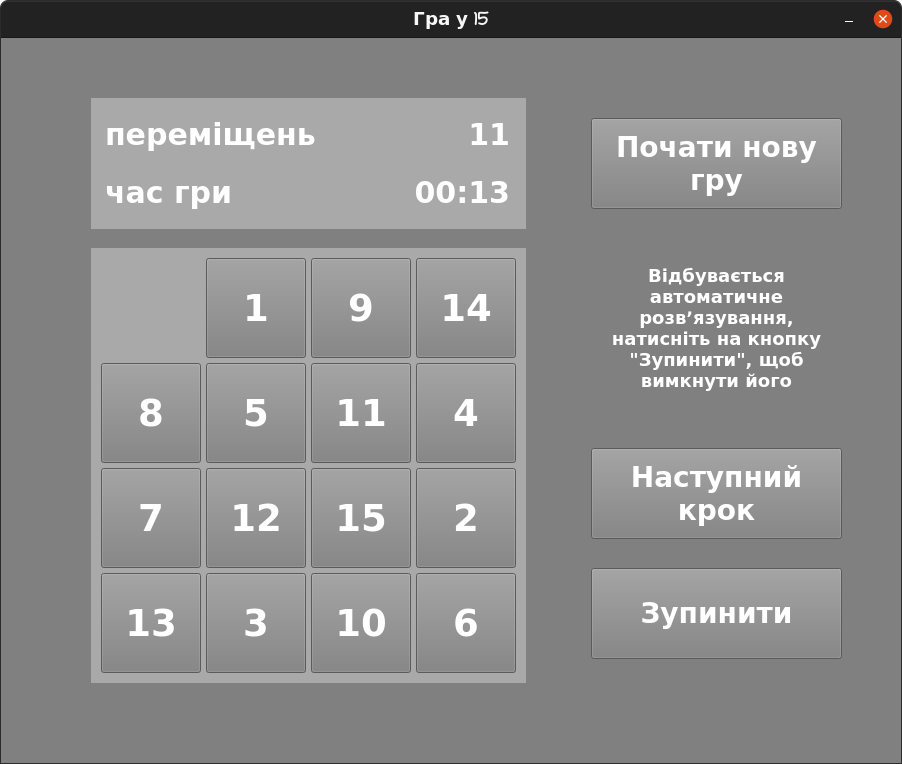 Гра у 15
переміщень 11
час гри 00:13
Почати нову
гру
1 9 14
8 5 11 4
7 12 15 2
13 3 10 6
Відбувається
автоматичне
розв’язування,
натисніть на кнопку
"Зупинити", щоб
вимкнути його
Наступний
крок
Зупинити